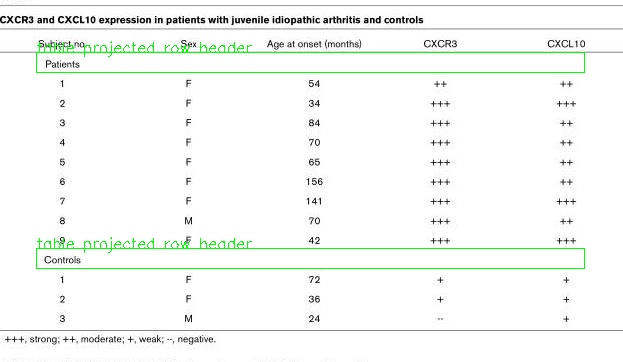 CXCR3 and CXCL10 expression in patients with juvenile idiopathic arthritis and controls
Subject no Sex Age at onset (months) CXCR3 CXCL10
table projected row header
Patients
1 F 54 ++ ++
2 F 34 +++ +++
3 F 84 +++ ++
4 F 70 +++ ++
5 F 65 +++ ++
6 F 156 +++ ++
7 F 141 +++ +++
8 M 70 +++ ++
9 F 42 +++ +++
table projected row header
Controls
1 F 72 + +
2 F 36 + +
3 M 24 -- +
+++, strong; ++, moderate; +, weak; --, negative.